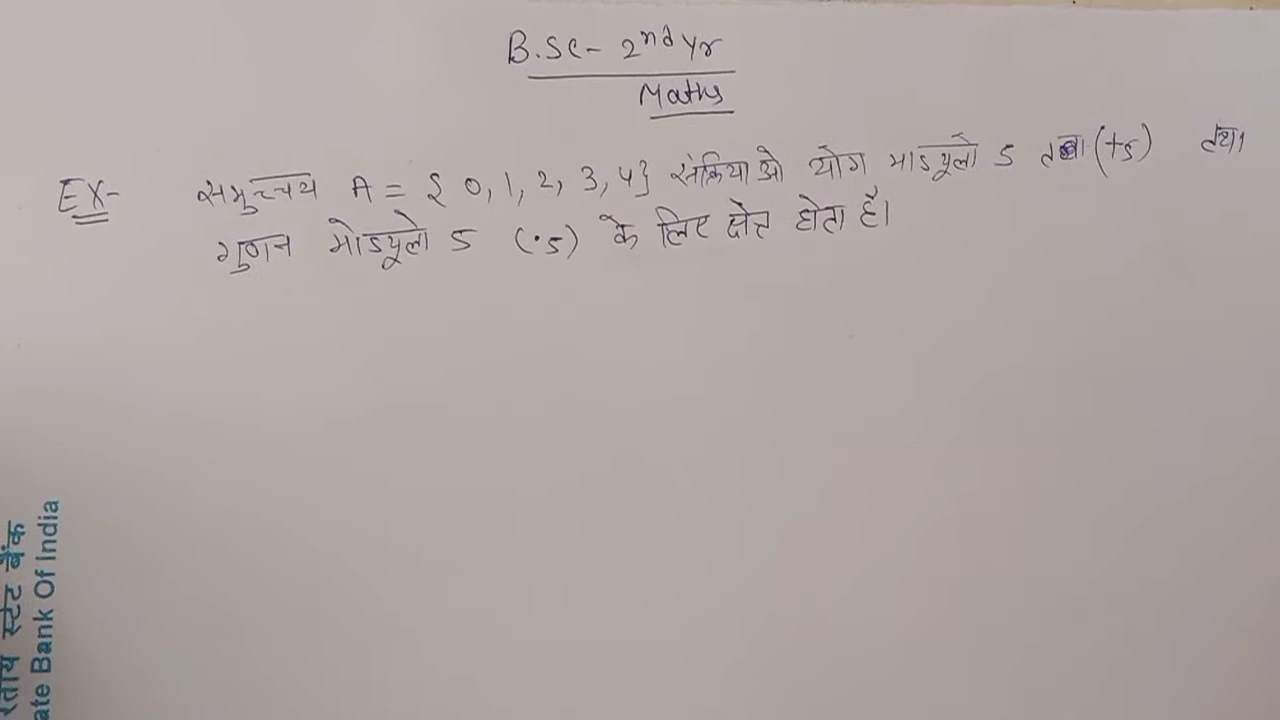 B.Sc- 2nd Yr
Maths
EX- समुच्चय A = { 0, 1, 2, 3, 4} संक्रियाओ योग माड्यूलो 5 (+5) तथा
गुणन मोड्यूलो 5 (·5) के लिए क्षेत्र होता है।
रतीय स्टेट बैंक
ate Bank Of India